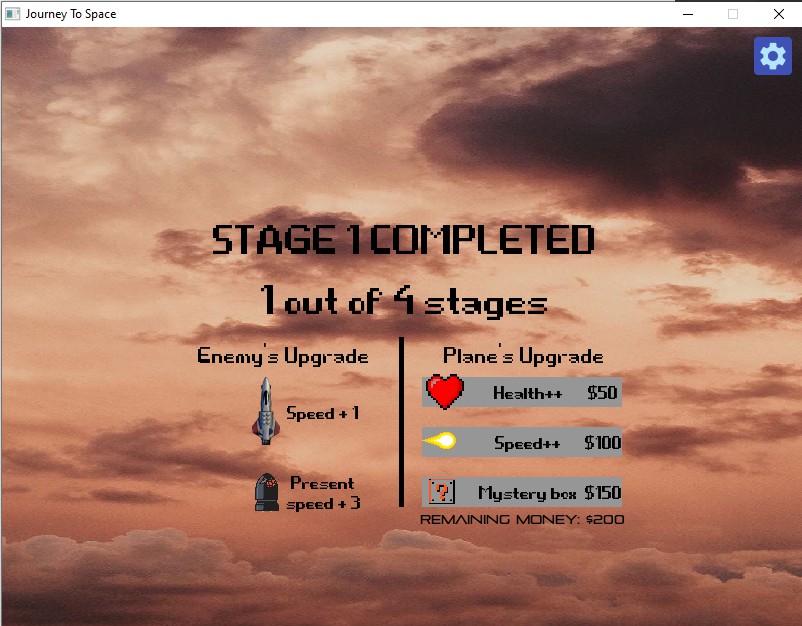 Journey To Space
STAGE 1 COMPLETED
1 out of 4 stages
Enemy's Upgrade
Speed + 1
Present
speed + 3
Plane's Upgrade
Health++ $50
Speed++ $100
? Mystery box $150
REMAINING MONEY: $200